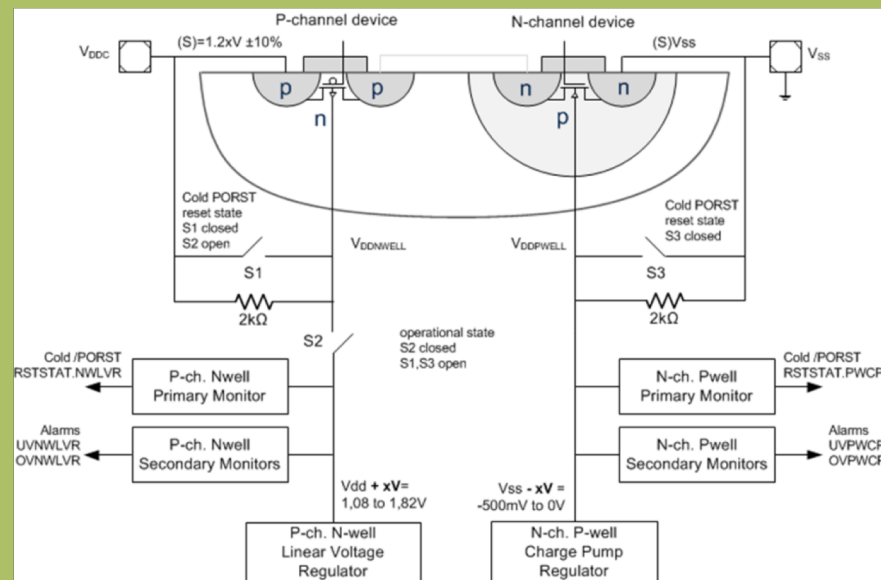 P-channel device
N-channel device
VDDC
(S)=1.2xV ±10%
(S)Vss
VSS
p
p
n
n
n
p
Cold PORST
reset state
S1 closed
S2 open
Cold PORST
reset state
S3 closed
VDDNWELL
VDDPWELL
S1
S3
2kΩ
2kΩ
S2
operational state
S2 closed
S1,S3 open
Cold /PORST
RSTSTAT.NWLVR
P-ch. Nwell
Primary Monitor
N-ch. Pwell
Primary Monitor
Cold /PORST
RSTSTAT.PWCP
Alarms
UVNWLVR
OVNWLVR
P-ch. Nwell
Secondary Monitors
N-ch. Pwell
Secondary Monitors
Alarms
UVPWCP
OVPWCP
Vdd + xV=
1,08 to 1,82V
Vss - xV =
-500mV to 0V
P-ch. N-well
Linear Voltage
Regulator
N-ch. P-well
Charge Pump
Regulator